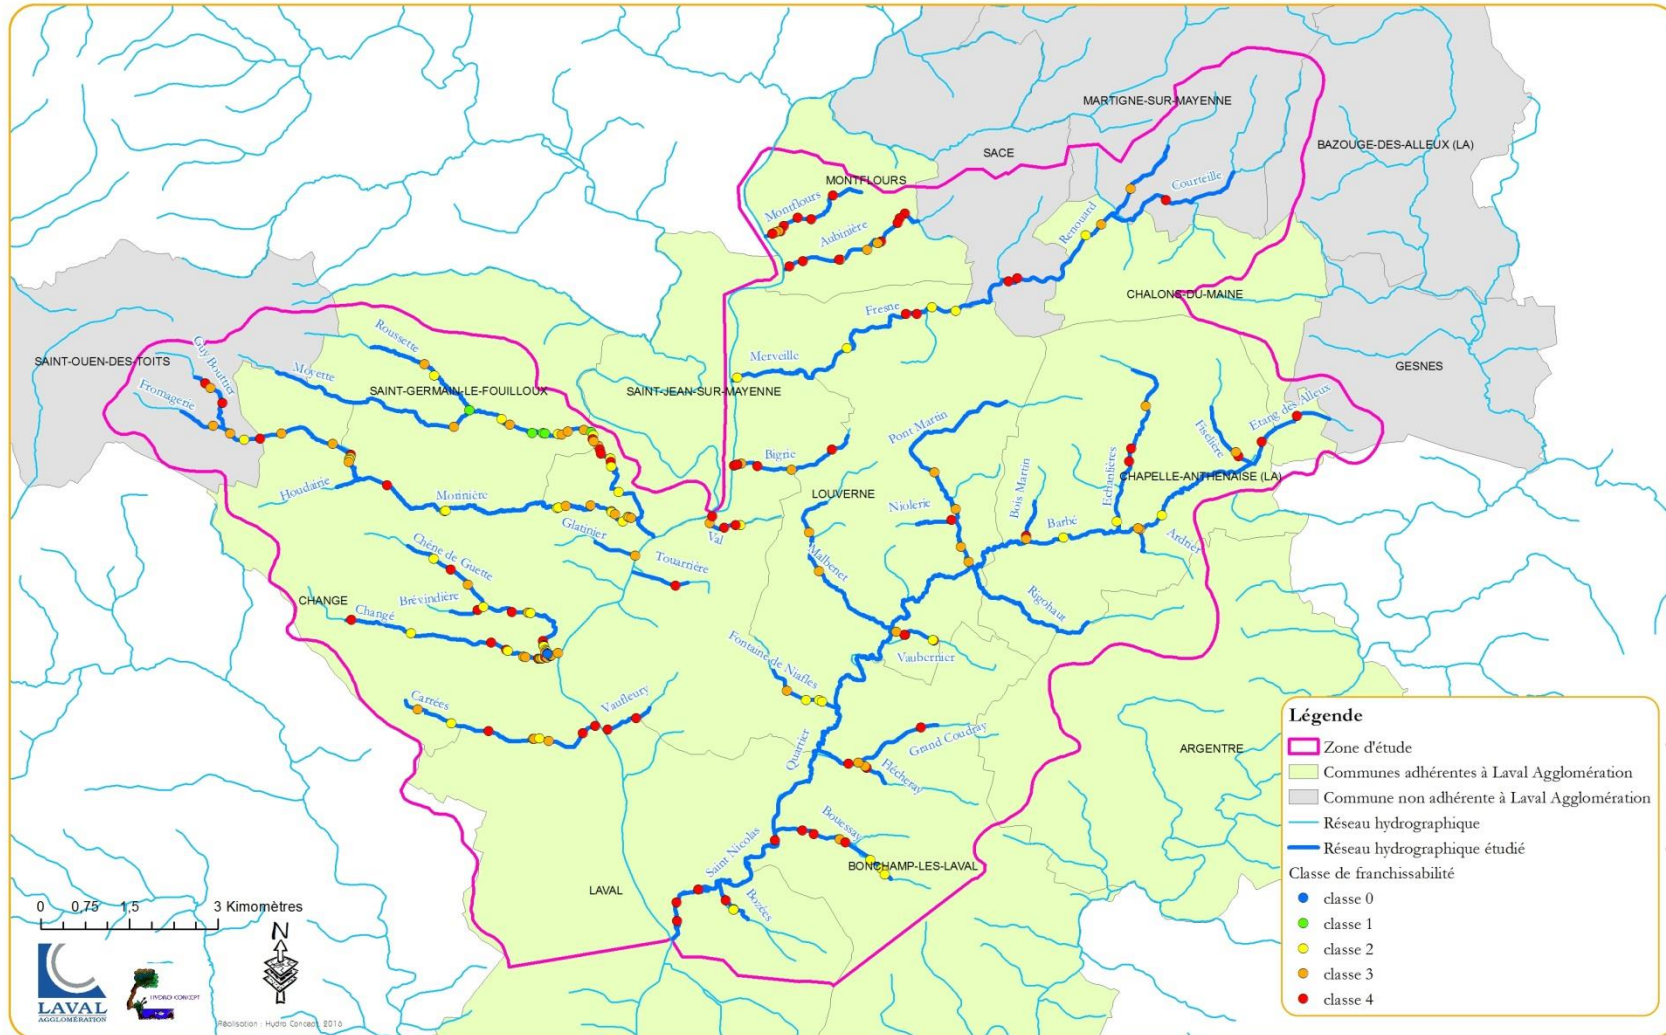 MARTIGNE-SUR-MAYENNE
BAZOUGE-DES-ALLEUX (LA)
SACE
MONTFLOURS
Montflours
Courteille
Aubinière
Renouard
CHALONS-DU-MAINE
Fresne
Merveille
GESNES
SAINT-OUEN-DES-TOITS
Guy Bouttier
Fromagerie
Roussette
Moyette
SAINT-GERMAIN-LE-FOUILLOUX
SAINT-JEAN-SUR-MAYENNE
Etang des Alleux
Fisclière
Pont Martin
Bigrie
Echantières
CHAPELLE-ANTHENAISE (LA)
Houdairie
Morinière
LOUVERNE
Niolerie
Bois Martin
Barbé
Ardrier
Glatinier
Val
Touarrière
Malbenet
Chêne de Guette
Brévindière
CHANGE
Changé
Rigohaut
Vaubernier
Fontaine de Niafles
Carrées
Vaufleury
Quartier
Grand Coudray
Flécheray
ARGENTRE
Bouessay
Saint Nicolas
BONCHAMP-LES-LAVAL
LAVAL
Bozées
Légende
Zone d'étude
Communes adhérentes à Laval Agglomération
Commune non adhérente à Laval Agglomération
Réseau hydrographique
Réseau hydrographique étudié
Classe de franchissabilité
classe 0
classe 1
classe 2
classe 3
classe 4
0 0,75 1,5 3 Kimomètres
N
LAVAL
AGGLOMÉRATION
HYDRO CONCEPT
Réalisation : Hydro Concept, 2016